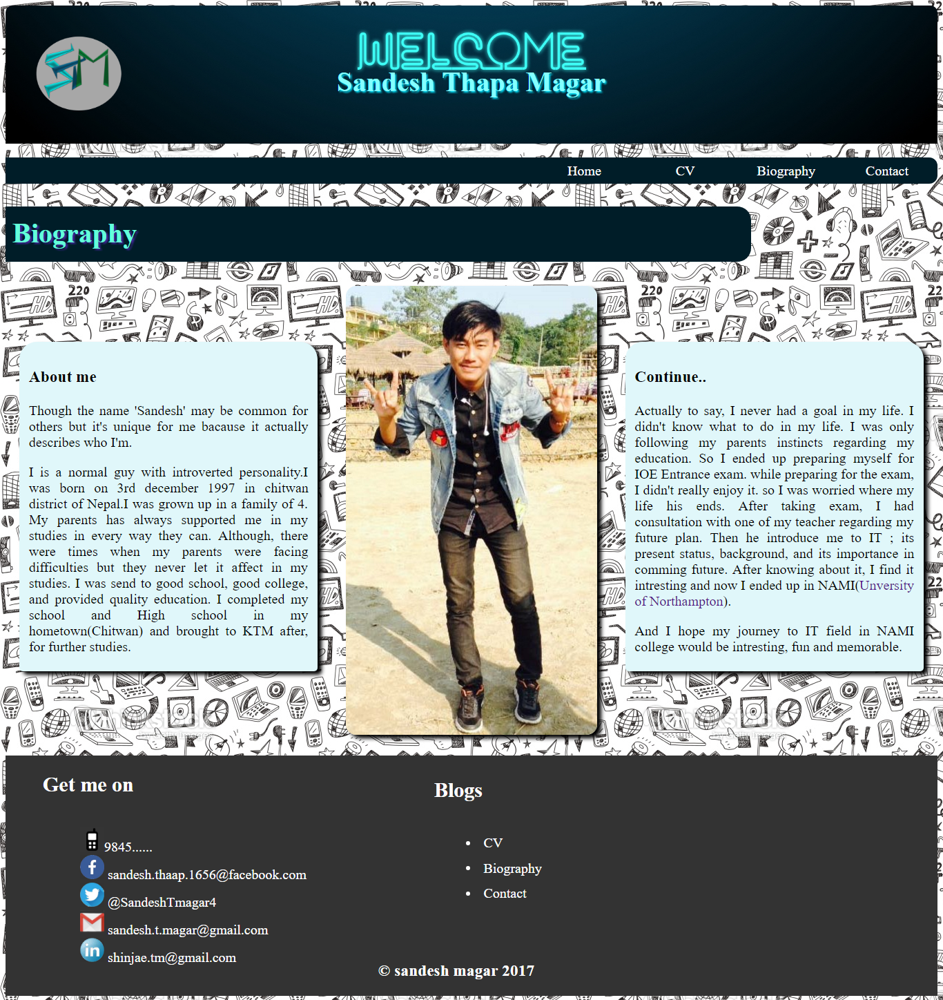 SM
WELCOME
Sandesh Thapa Magar
Home CV Biography Contact
Biography
About me
Though the name 'Sandesh' may be common for
others but it's unique for me bacause it actually
describes who I'm.
I is a normal guy with introverted personality.I
was born on 3rd december 1997 in chitwan
district of Nepal.I was grown up in a family of 4.
My parents has always supported me in my
studies in every way they can. Although, there
were times when my parents were facing
difficulties but they never let it affect in my
studies. I was send to good school, good college,
and provided quality education. I completed my
school and High school in my
hometown(Chitwan) and brought to KTM after,
for further studies.
Continue..
Actually to say, I never had a goal in my life. I
didn't know what to do in my life. I was only
following my parents instincts regarding my
education. So I ended up preparing myself for
IOE Entrance exam. while preparing for the exam,
I didn't really enjoy it. so I was worried where my
life his ends. After taking exam, I had
consultation with one of my teacher regarding my
future plan. Then he introduce me to IT ; its
present status, background, and its importance in
comming future. After knowing about it, I find it
intresting and now I ended up in NAMI(Unversity
of Northampton).
And I hope my journey to IT field in NAMI
college would be intresting, fun and memorable.
Get me on
9845......
sandesh.thaap.1656@facebook.com
@SandeshTmagar4
sandesh.t.magar@gmail.com
shinjae.tm@gmail.com
Blogs
CV
Biography
Contact
© sandesh magar 2017